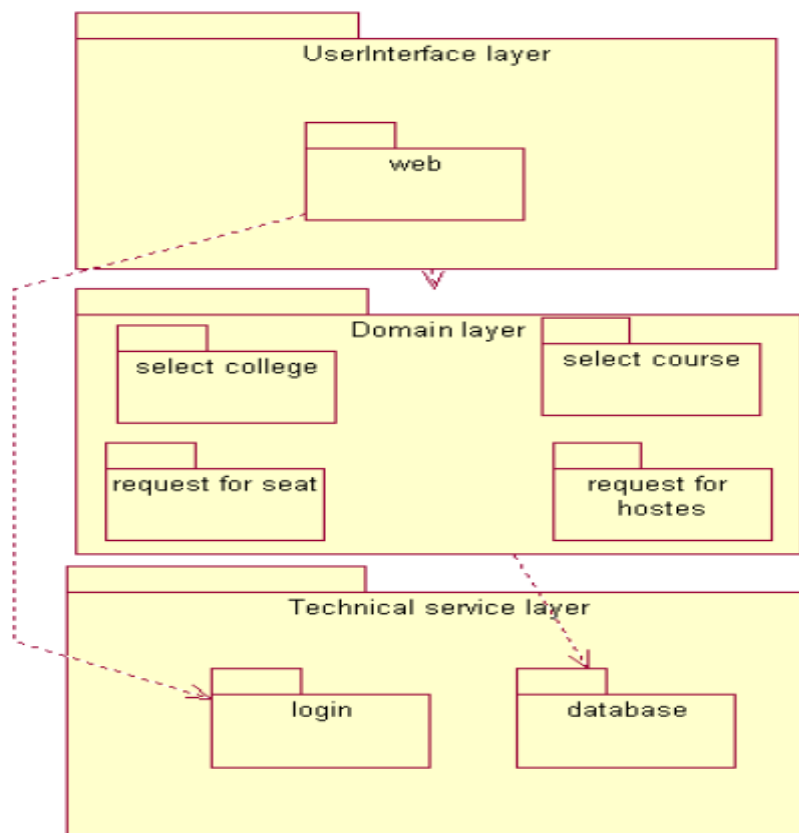 UserInterface layer
web
Domain layer
select college
select course
request for seat
request for
hostes
Technical service layer
login
database